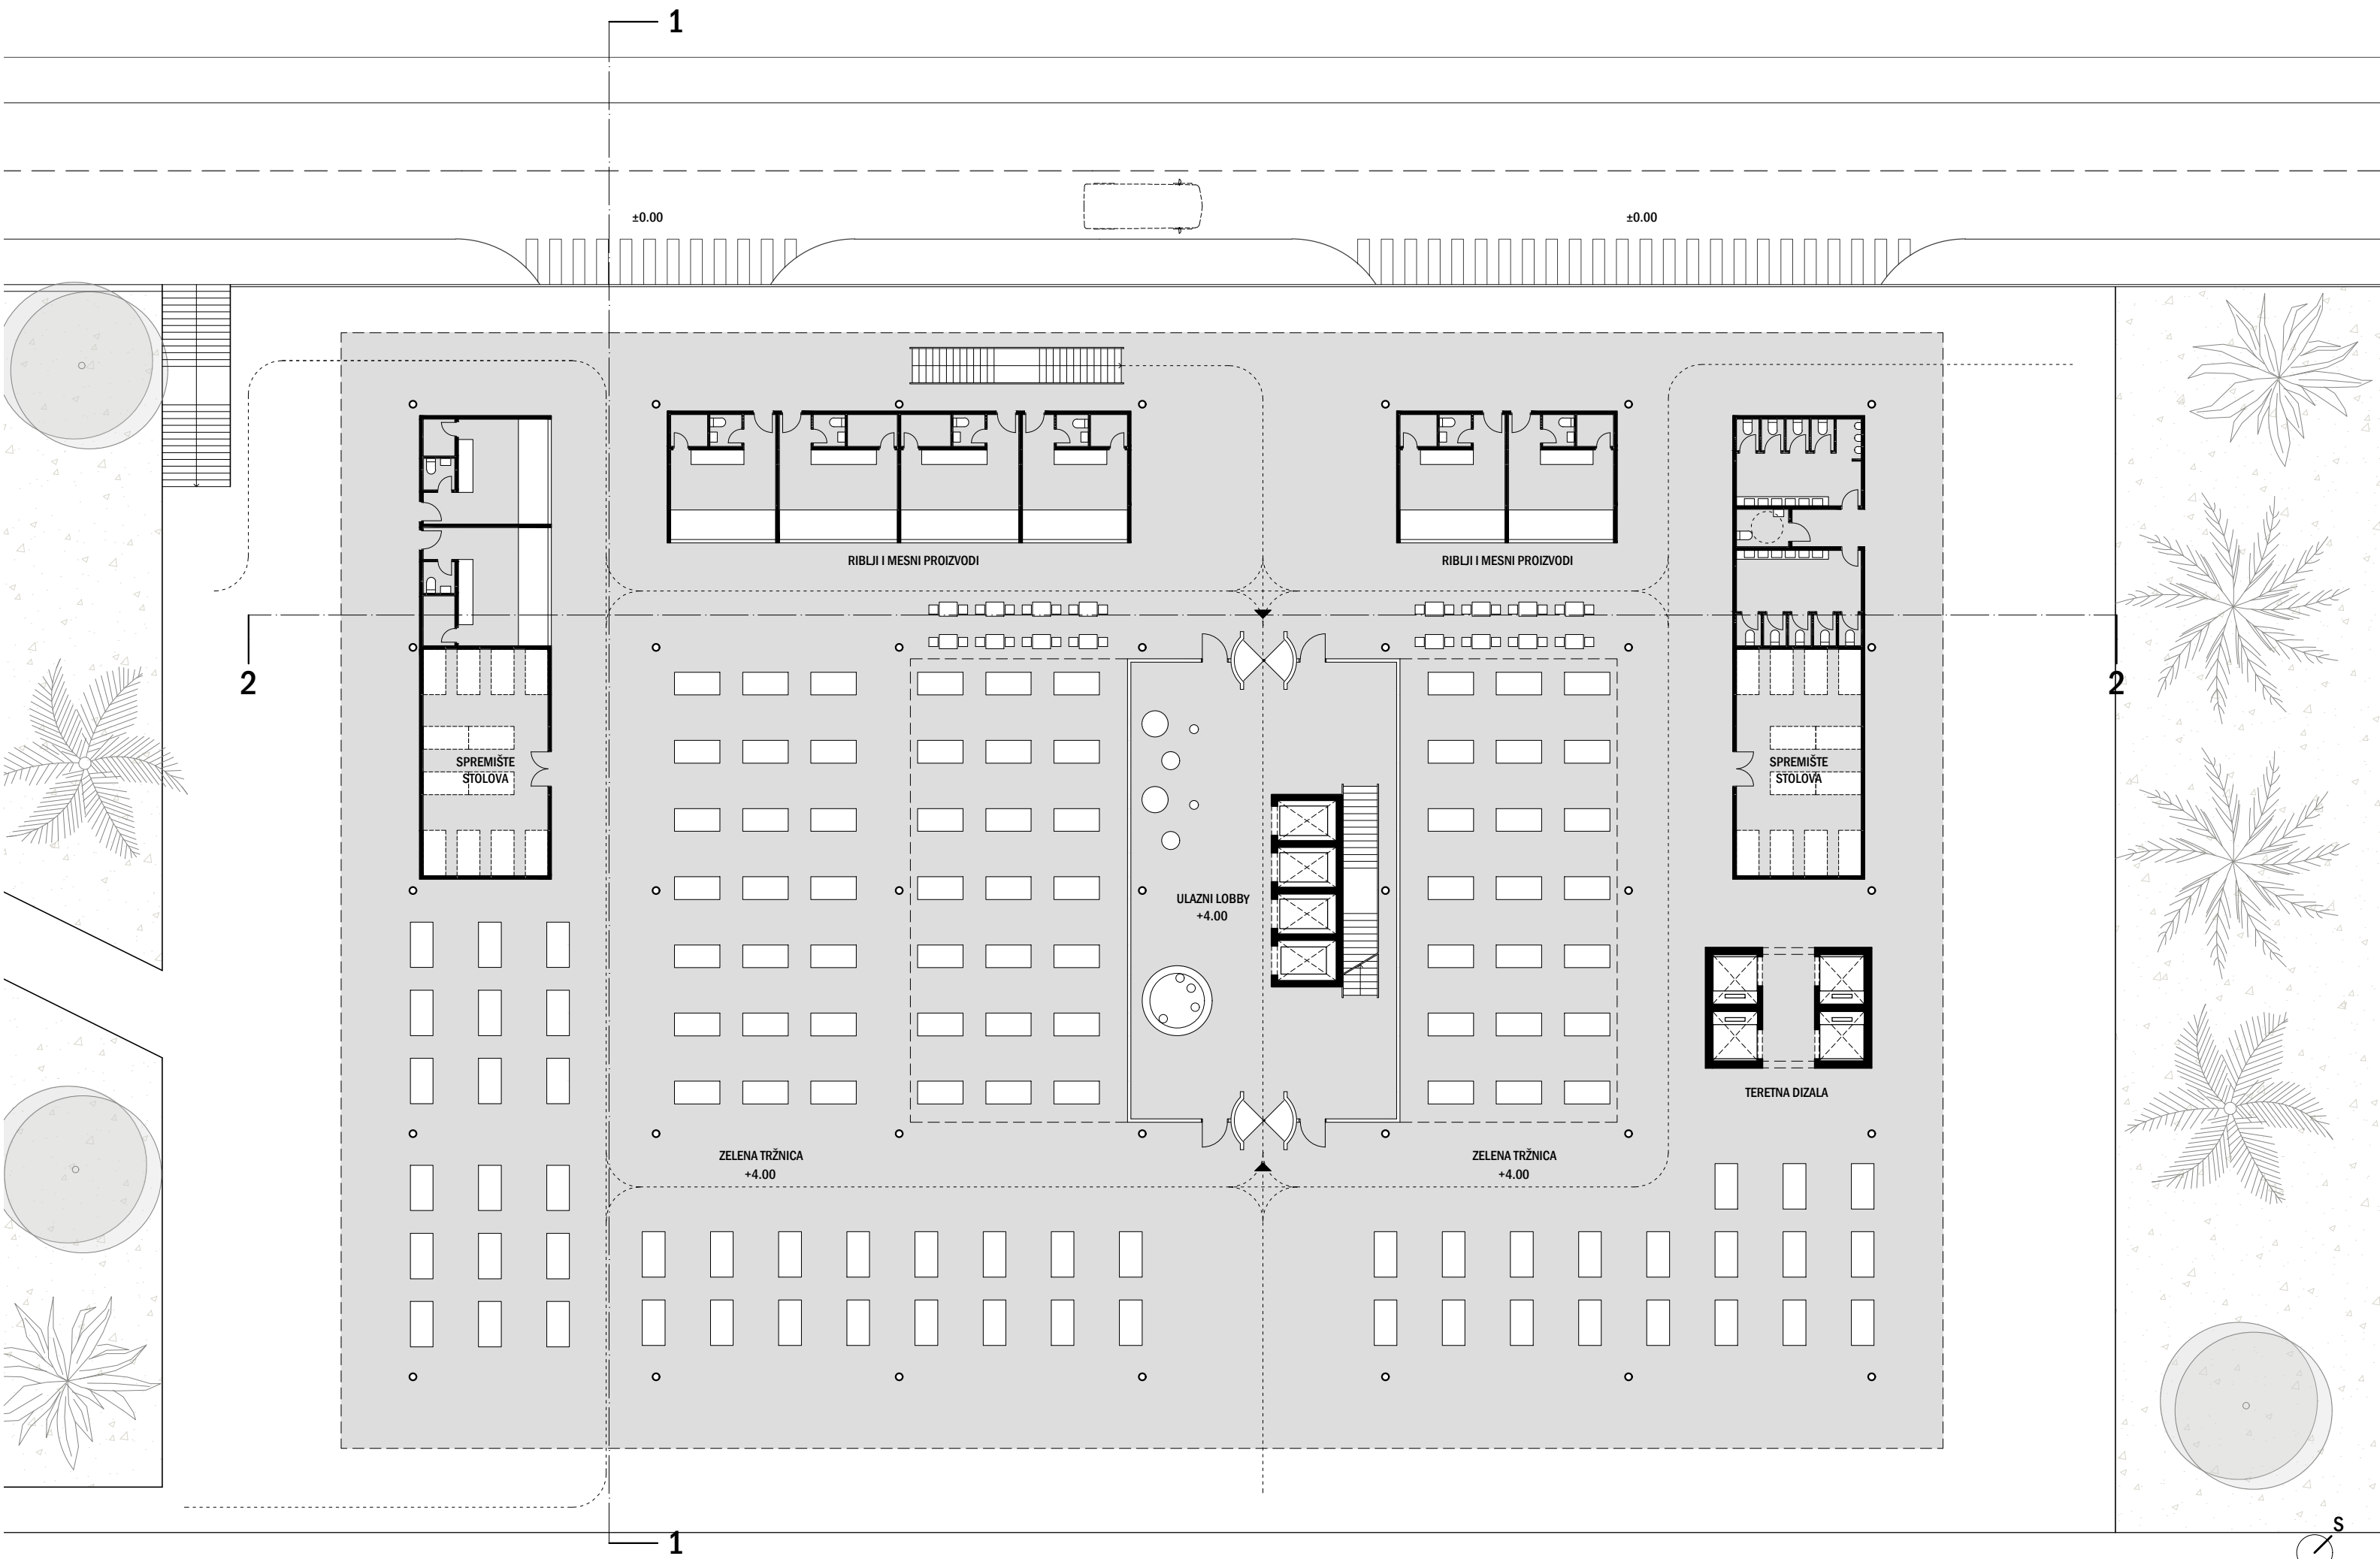 1
±0.00
±0.00
RIBLJI I MESNI PROIZVODI
RIBLJI I MESNI PROIZVODI
2
2
SPREMIŠTE
STOLOVA
SPREMIŠTE
STOLOVA
ULAZNI LOBBY
+4.00
TERETNA DIZALA
ZELENA TRŽNICA
+4.00
ZELENA TRŽNICA
+4.00
1
S